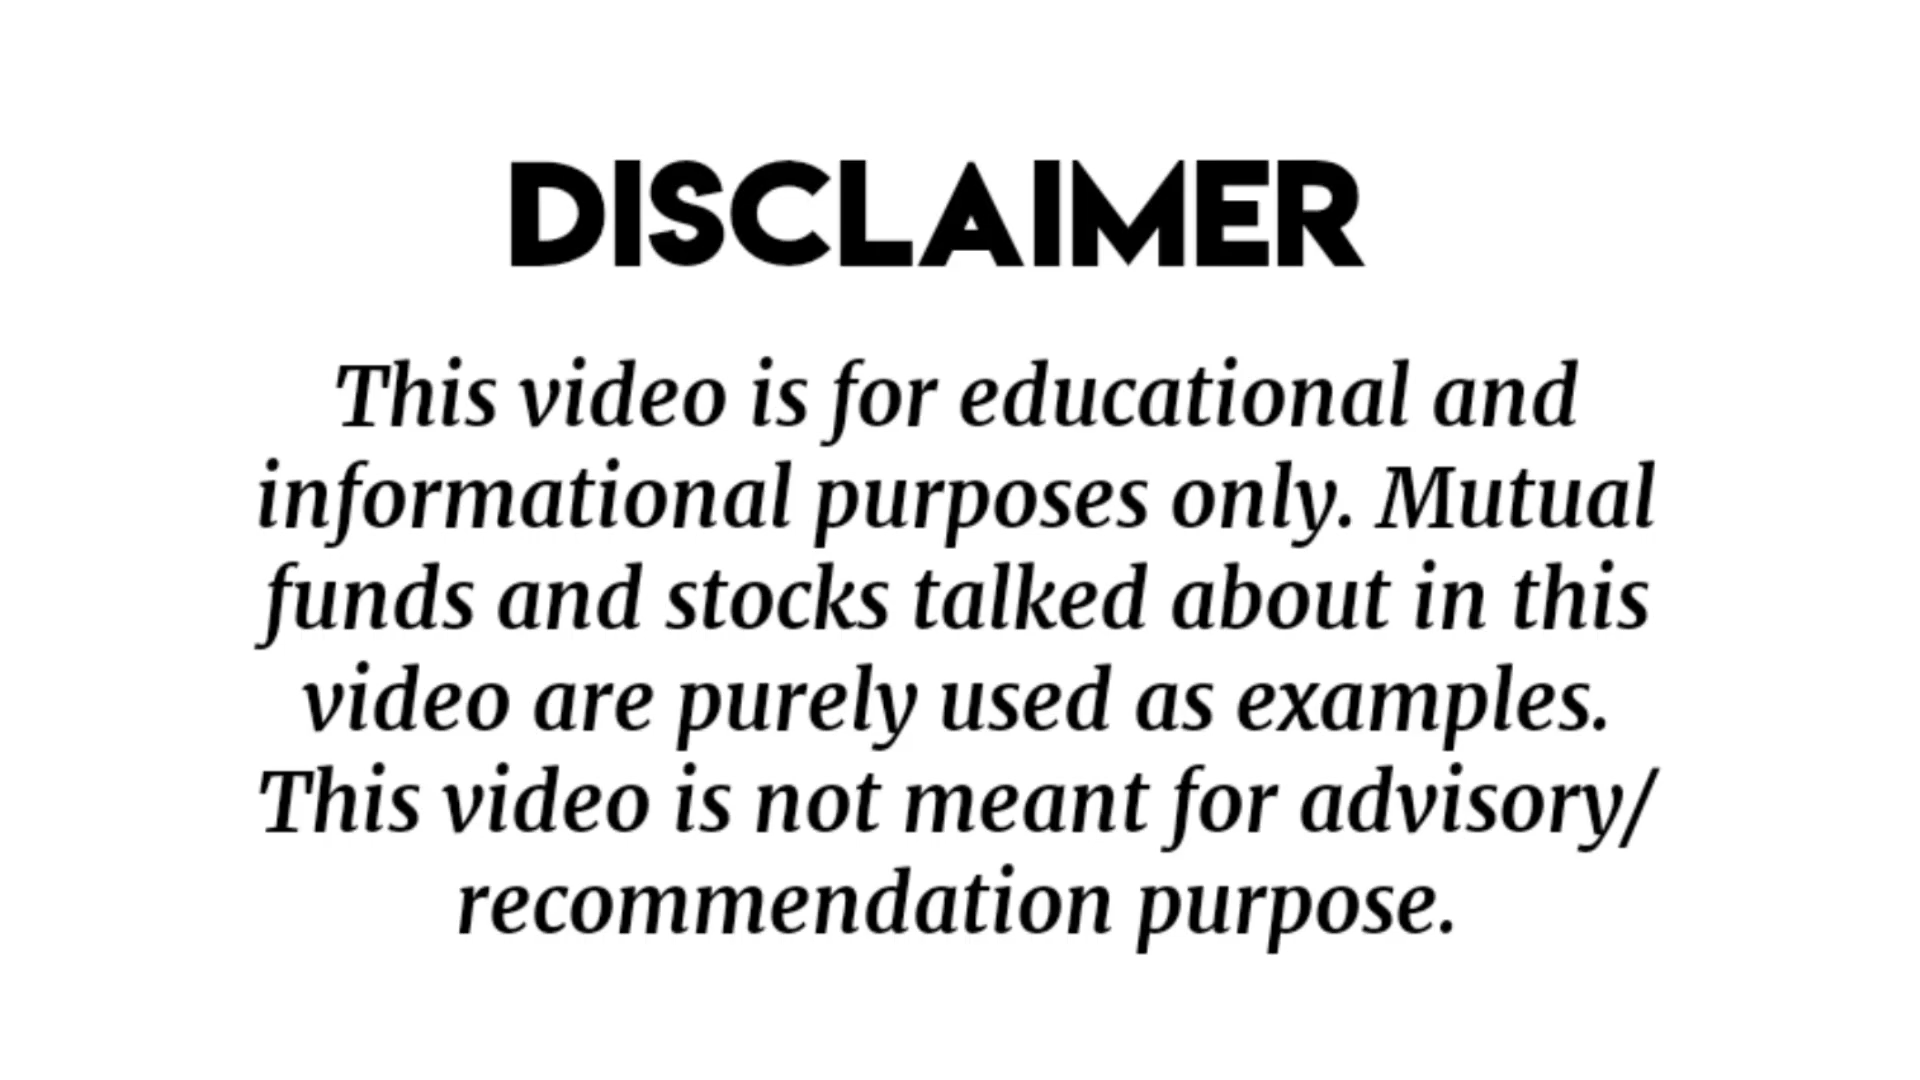 DISCLAIMER
This video is for educational and
informational purposes only. Mutual
funds and stocks talked about in this
video are purely used as examples.
This video is not meant for advisory/
recommendation purpose.